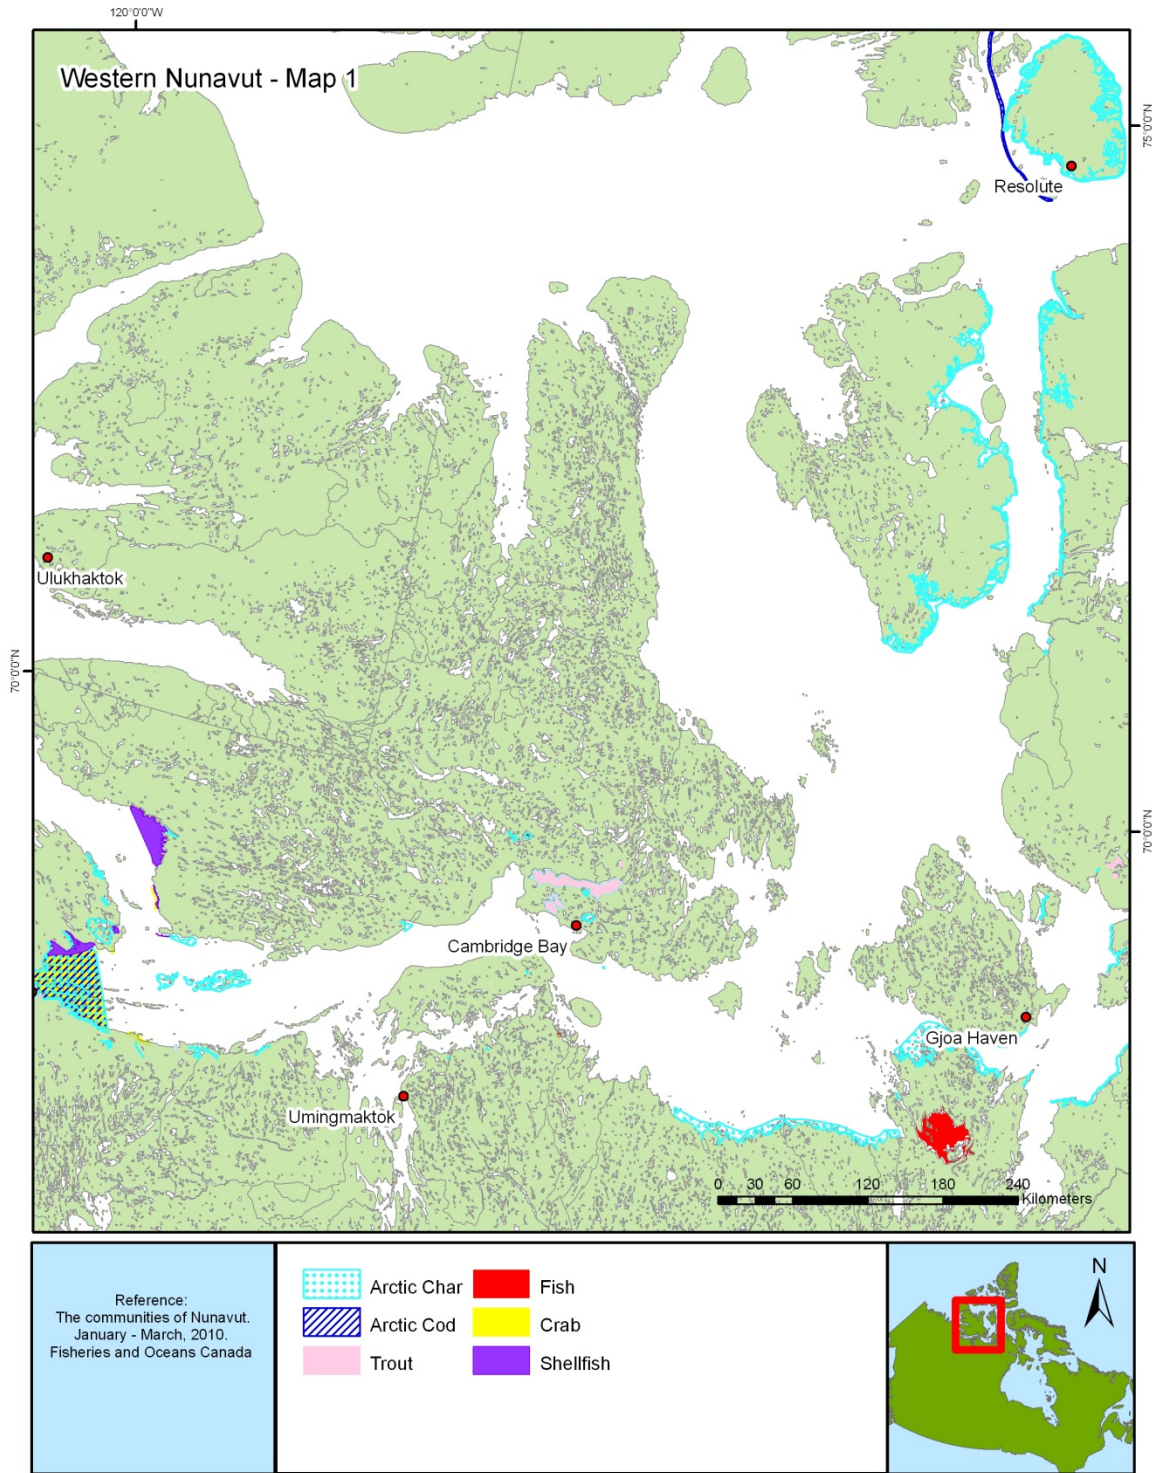 120°0'0"W
Western Nunavut - Map 1
75°0'0"N
Resolute
Ulukhaktok
70°0'0"N
70°0'0"N
Cambridge Bay
Gjoa Haven
Umingmaktok
0 30 60 120 180 240
Kilometers
Reference:
The communities of Nunavut.
January - March, 2010.
Fisheries and Oceans Canada
Arctic Char
Fish
Arctic Cod
Crab
Trout
Shellfish
N